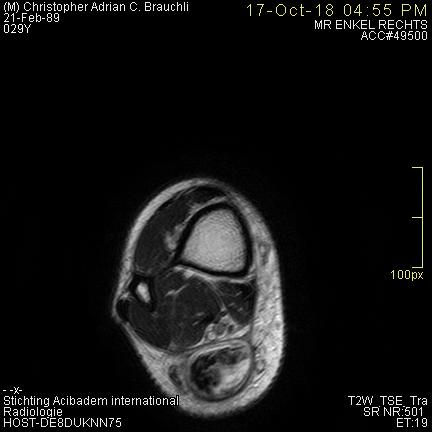 (M) Christopher Adrian C. Brauchli
21-Feb-89
029Y
17-Oct-18 04:55 PM
MR ENKEL RECHTS
ACC#49500
100px
--x-
Stichting Acibadem international
Radiologie
HOST-DE8DUKNN75
T2W_TSE_Tra
SR NR:501
ET:19